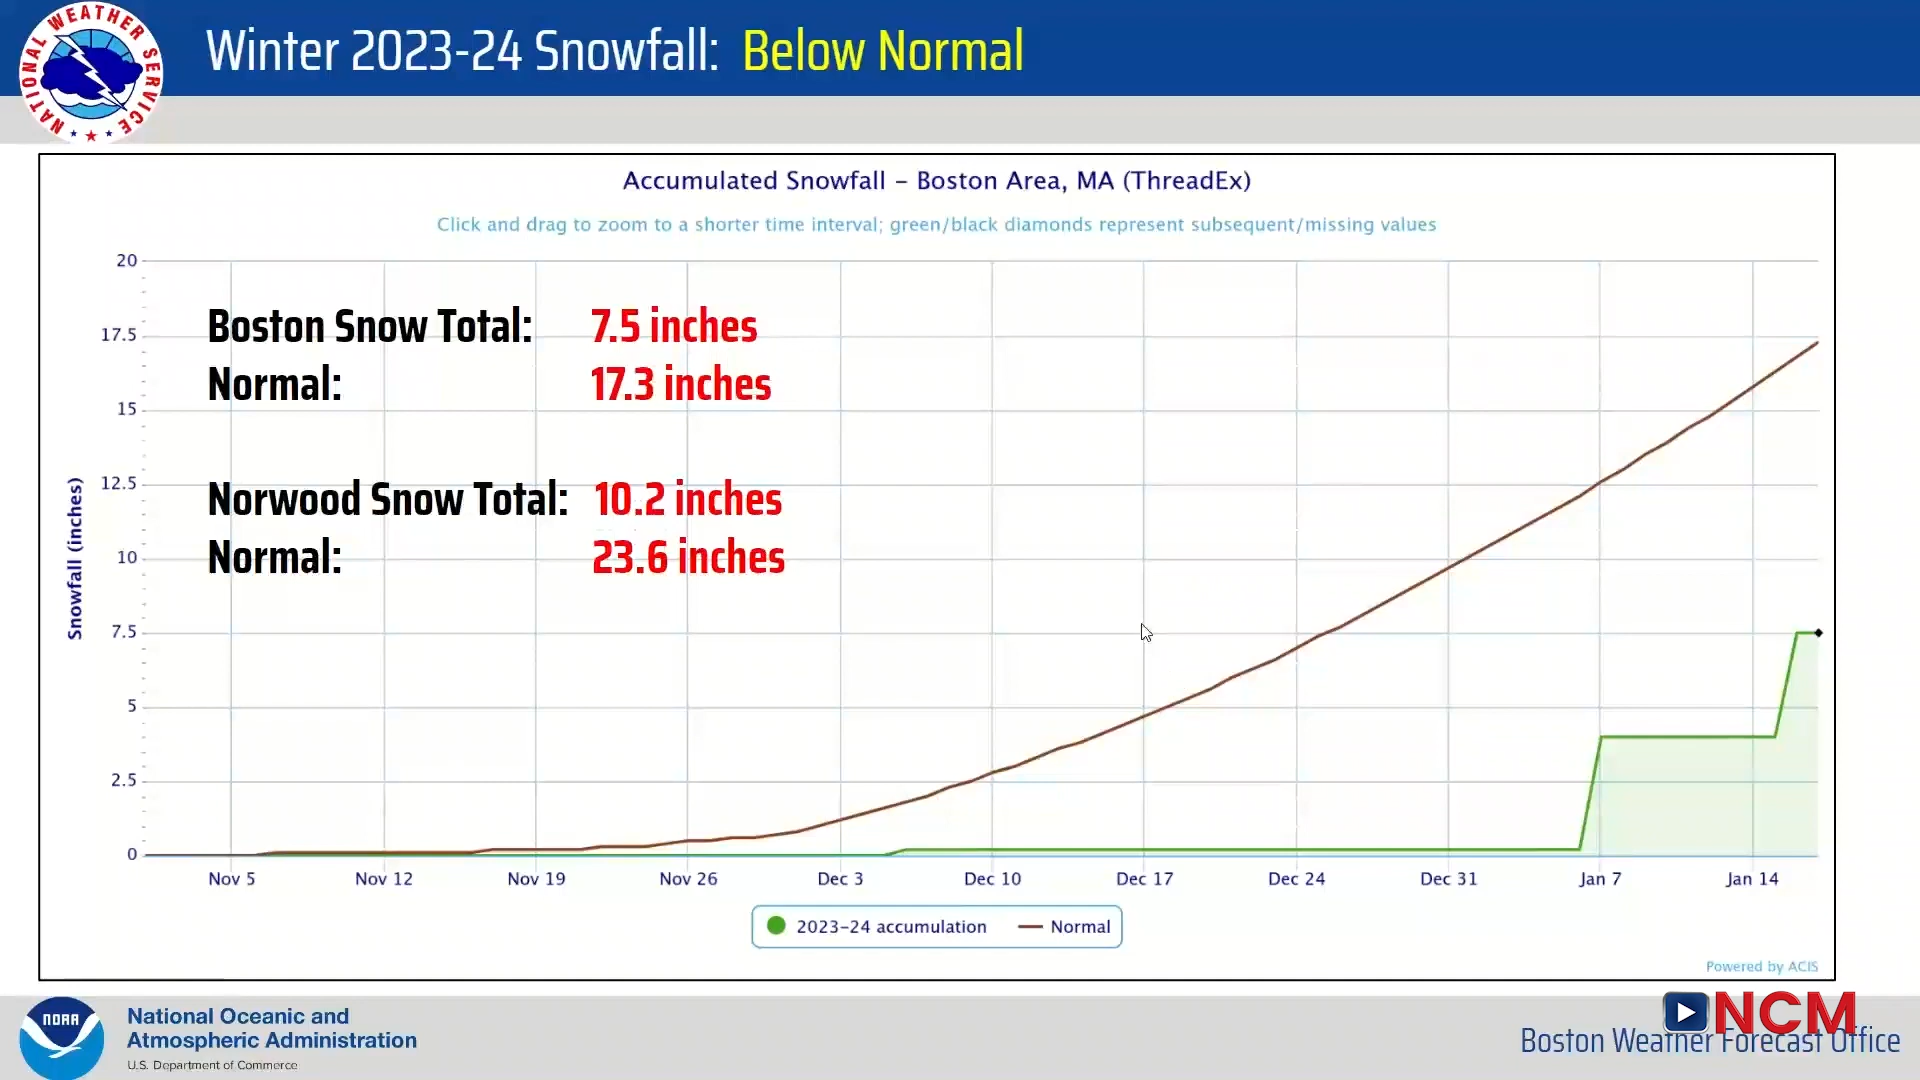 NATIONAL WEATHER SERVICE
Winter 2023-24 Snowfall: Below Normal
Accumulated Snowfall – Boston Area, MA (ThreadEx)
Click and drag to zoom to a shorter time interval; green/black diamonds represent subsequent/missing values
Snowfall (inches)
20
17.5
15
12.5
10
7.5
5
2.5
0
Boston Snow Total: 7.5 inches
Normal: 17.3 inches
Norwood Snow Total: 10.2 inches
Normal: 23.6 inches
Nov 5 Nov 12 Nov 19 Nov 26 Dec 3 Dec 10 Dec 17 Dec 24 Dec 31 Jan 7 Jan 14
2023-24 accumulation Normal
Powered by ACIS
NOAA
National Oceanic and
Atmospheric Administration
U.S. Department of Commerce
NCM
Boston Weather Forecast Office